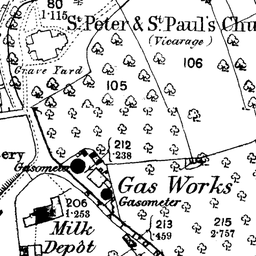 80
1·115
St Peter & St Paul's Chu
(Vicarage)
106
Grave Yard
105
212
·238
ery
Gasometer
Gas Works
Gasometer
206
1·253
Milk
Depôt
213
·459
215
2·757